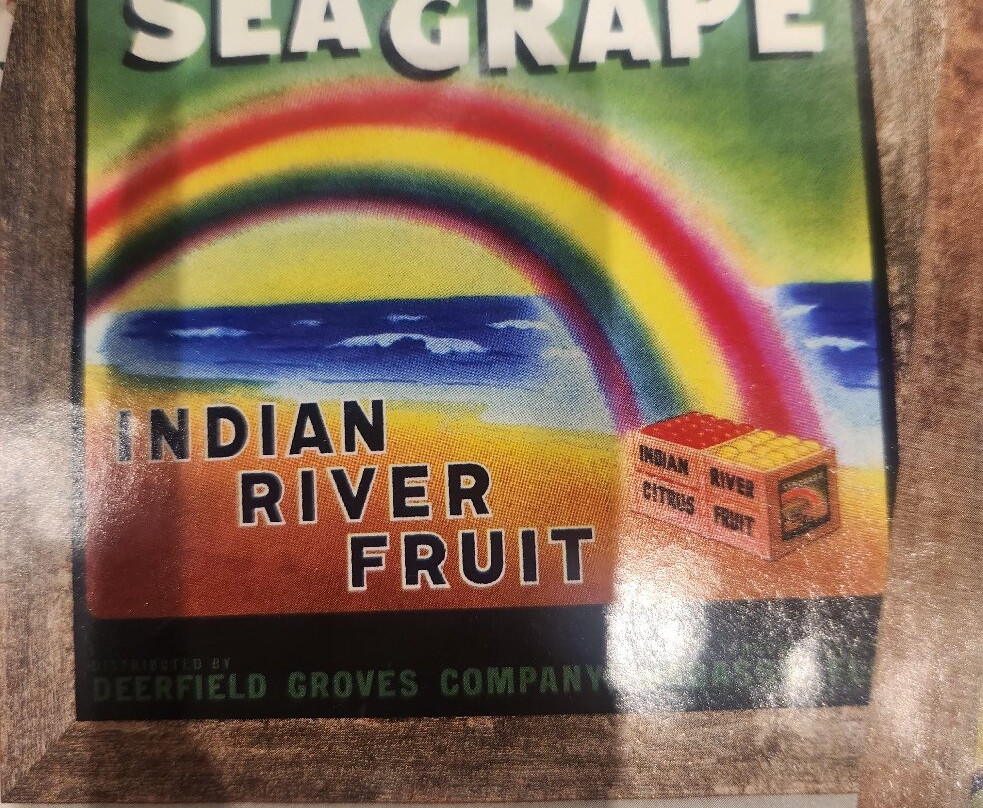 SEAGRAPE
INDIAN
RIVER
FRUIT
INDIAN RIVER
CITRUS FRUIT
DISTRIBUTED BY
DEERFIELD GROVES COMPANY